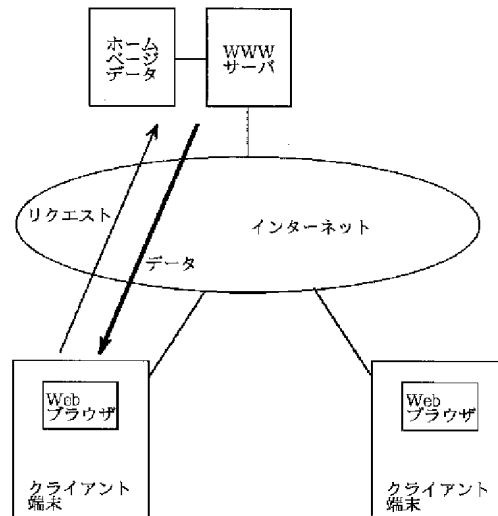 ホーム
ページ
データ
WWW
サーバ
リクエスト
インターネット
データ
Web
ブラウザ
クライアント
端末
Web
ブラウザ
クライアント
端末